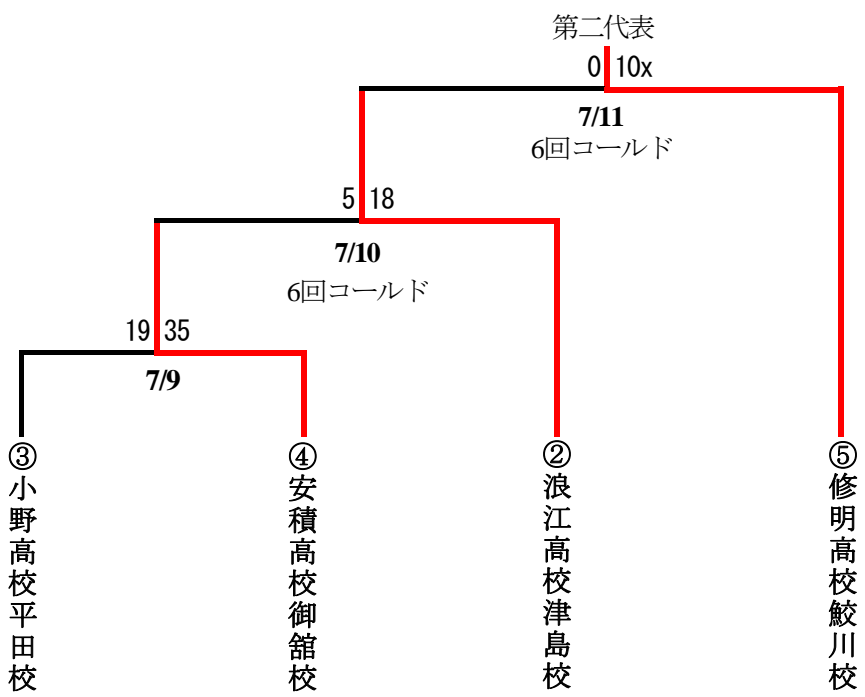 第二代表
0 10x
7/11
6回コールド
5 18
7/10
6回コールド
19 35
7/9
③小野高校平田校
④安積高校御舘校
②浪江高校津島校
⑤修明高校鮫川校